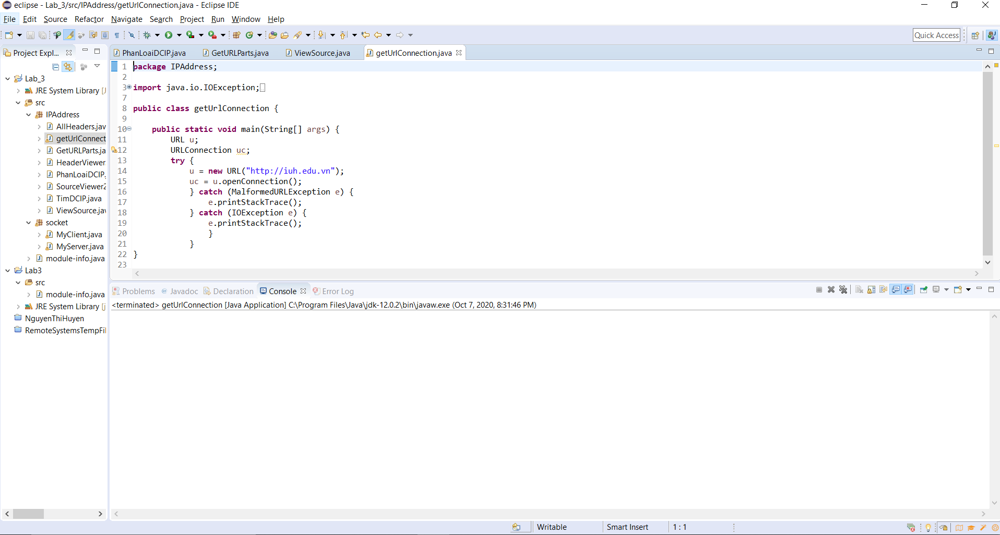 eclipse - Lab_3/src/IPAddress/getUrlConnection.java - Eclipse IDE
File Edit Source Refactor Navigate Search Project Run Window Help
Quick Access
Project Expl...
PhanLoaiDCIP.java GetURLParts.java ViewSource.java getUrlConnection.java
Lab_3
JRE System Library [J
src
IPAddress
AllHeaders.jav
getUrlConnect
GetURLParts.ja
HeaderViewer
PhanLoaiDCIP.
SourceViewer2
TimDCIP.java
ViewSource.jav
socket
MyClient.java
MyServer.java
module-info.java
Lab3
src
module-info.java
JRE System Library [j
NguyenThiHuyen
RemoteSystemsTempFil
1 package IPAddress;
2
3 import java.io.IOException;
7
8 public class getUrlConnection {
9
10 public static void main(String[] args) {
11 URL u;
12 URLConnection uc;
13 try {
14 u = new URL("http://iuh.edu.vn");
15 uc = u.openConnection();
16 } catch (MalformedURLException e) {
17 e.printStackTrace();
18 } catch (IOException e) {
19 e.printStackTrace();
20 }
21 }
22 }
23
Problems Javadoc Declaration Console Error Log
<terminated> getUrlConnection [Java Application] C:\Program Files\Java\jdk-12.0.2\bin\javaw.exe (Oct 7, 2020, 8:31:46 PM)
Writable Smart Insert 1 : 1